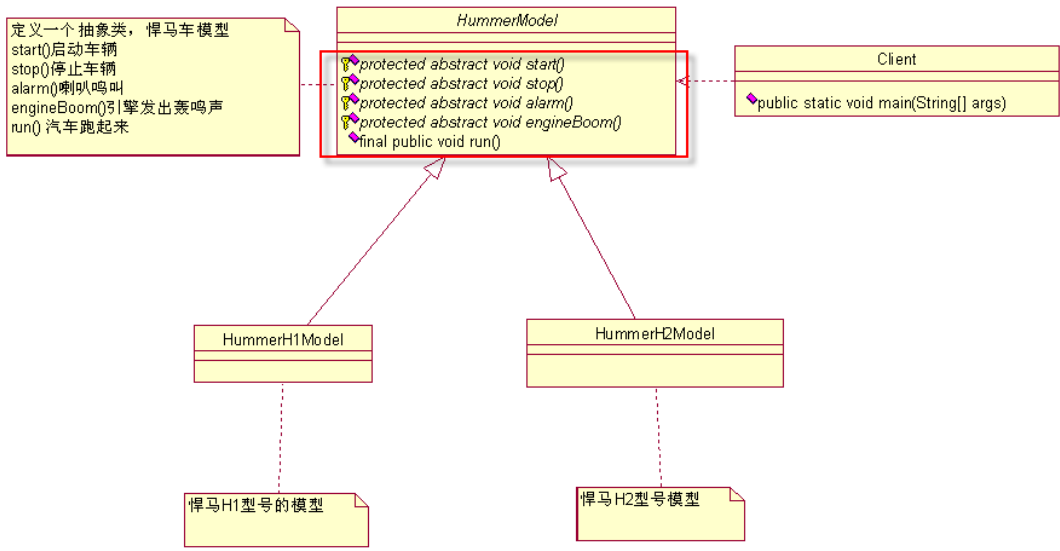 定义一个抽象类，悍马车模型
start()启动车辆
stop()停止车辆
alarm()喇叭鸣叫
engineBoom()引擎发出轰鸣声
run() 汽车跑起来
HummerModel
protected abstract void start()
protected abstract void stop()
protected abstract void alarm()
protected abstract void engineBoom()
final public void run()
Client
public static void main(String[] args)
HummerH1Model
HummerH2Model
悍马H1型号的模型
悍马H2型号模型